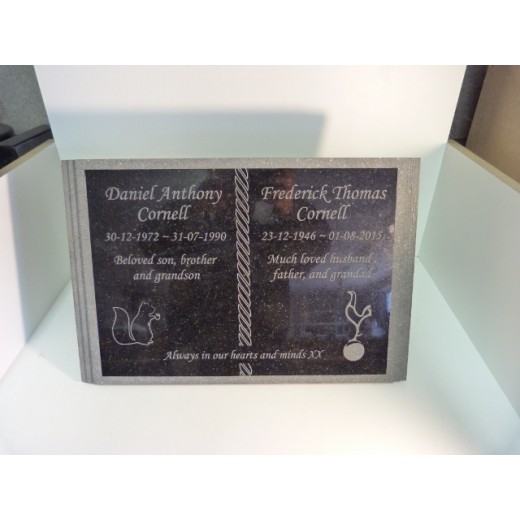 Daniel Anthony
Cornell
30-12-1972 ~ 31-07-1990
Beloved son, brother
and grandson
Frederick Thomas
Cornell
23-12-1946 ~ 01-08-2015
Much loved husband,
father, and grandad
Always in our hearts and minds XX